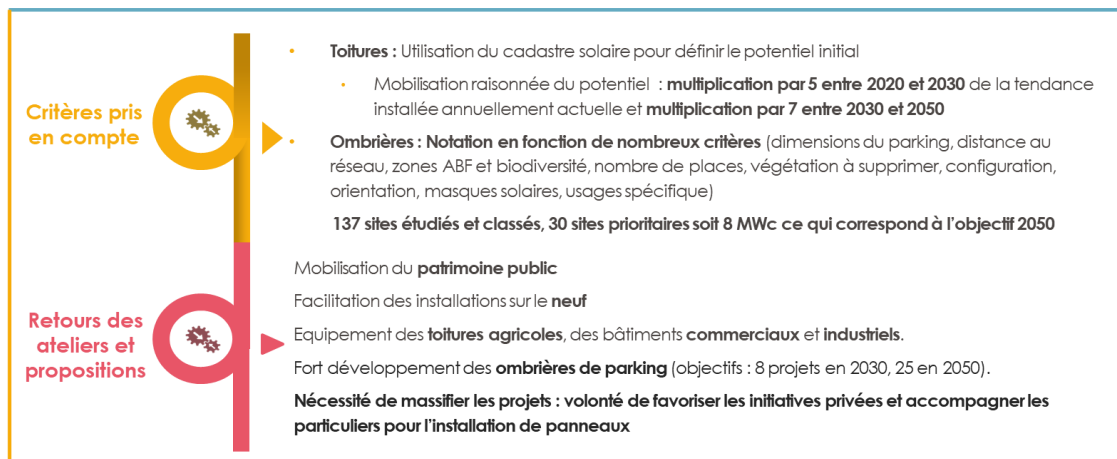 Critères pris
en compte
• Toitures : Utilisation du cadastre solaire pour définir le potentiel initial
• Mobilisation raisonnée du potentiel : multiplication par 5 entre 2020 et 2030 de la tendance
installée annuellement actuelle et multiplication par 7 entre 2030 et 2050
• Ombrières : Notation en fonction de nombreux critères (dimensions du parking, distance au
réseau, zones ABF et biodiversité, nombre de places, végétation à supprimer, configuration,
orientation, masques solaires, usages spécifique)
137 sites étudiés et classés, 30 sites prioritaires soit 8 MWc ce qui correspond à l'objectif 2050
Retours des
ateliers et
propositions
Mobilisation du patrimoine public
Facilitation des installations sur le neuf
Equipement des toitures agricoles, des bâtiments commerciaux et industriels.
Fort développement des ombrières de parking (objectifs : 8 projets en 2030, 25 en 2050).
Nécessité de massifier les projets : volonté de favoriser les initiatives privées et accompagner les
particuliers pour l'installation de panneaux